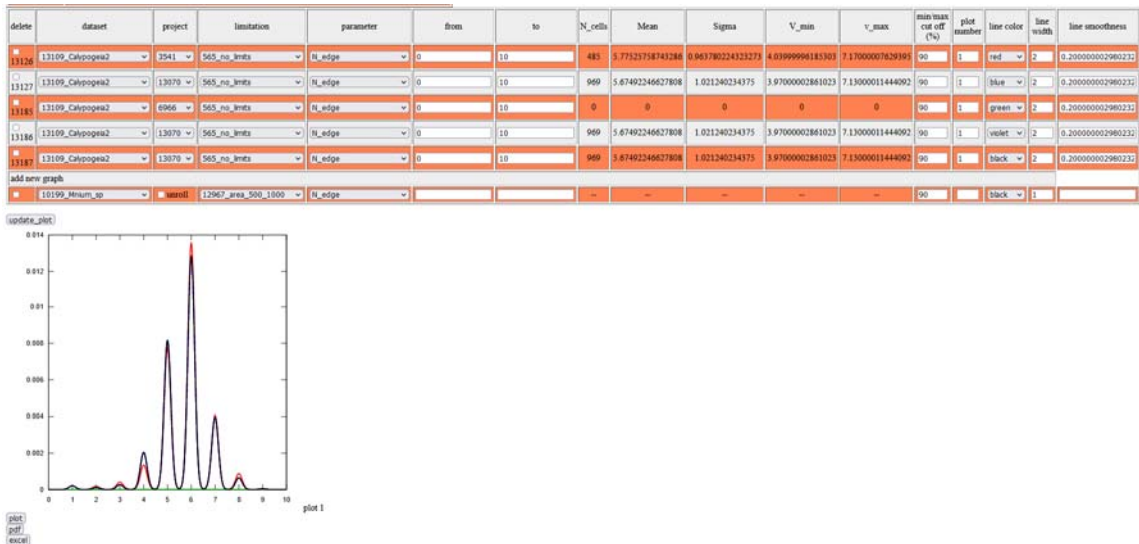 delete dataset project limitation parameter from to N_cells Mean Sigma V_min v_max min/max cut off (%) plot number line color line width line smoothness
13126 13109_Calypogeia2 3541 565_no_limits N_edge 0 10 485 5.77525758743286 0.963780224323273 4.03999996185303 7.17000007629395 90 1 red 2 0.200000002980232
13127 13109_Calypogeia2 13070 565_no_limits N_edge 0 10 969 5.67492246627808 1.021240234375 3.97000002861023 7.13000011444092 90 1 blue 2 0.200000002980232
13185 13109_Calypogeia2 6966 565_no_limits N_edge 0 10 0 0 0 0 0 90 1 green 2 0.200000002980232
13186 13109_Calypogeia2 13070 565_no_limits N_edge 0 10 969 5.67492246627808 1.021240234375 3.97000002861023 7.13000011444092 90 1 violet 2 0.200000002980232
13187 13109_Calypogeia2 13070 565_no_limits N_edge 0 10 969 5.67492246627808 1.021240234375 3.97000002861023 7.13000011444092 90 1 black 2 0.200000002980232
add new graph
10199_Mnium_sp unroll 12967_area_500_1000 N_edge -- -- -- -- -- 90 black 1
update_plot
0.014
0.012
0.01
0.008
0.006
0.004
0.002
0
0 1 2 3 4 5 6 7 8 9 10
plot 1
plot
pdf
excel